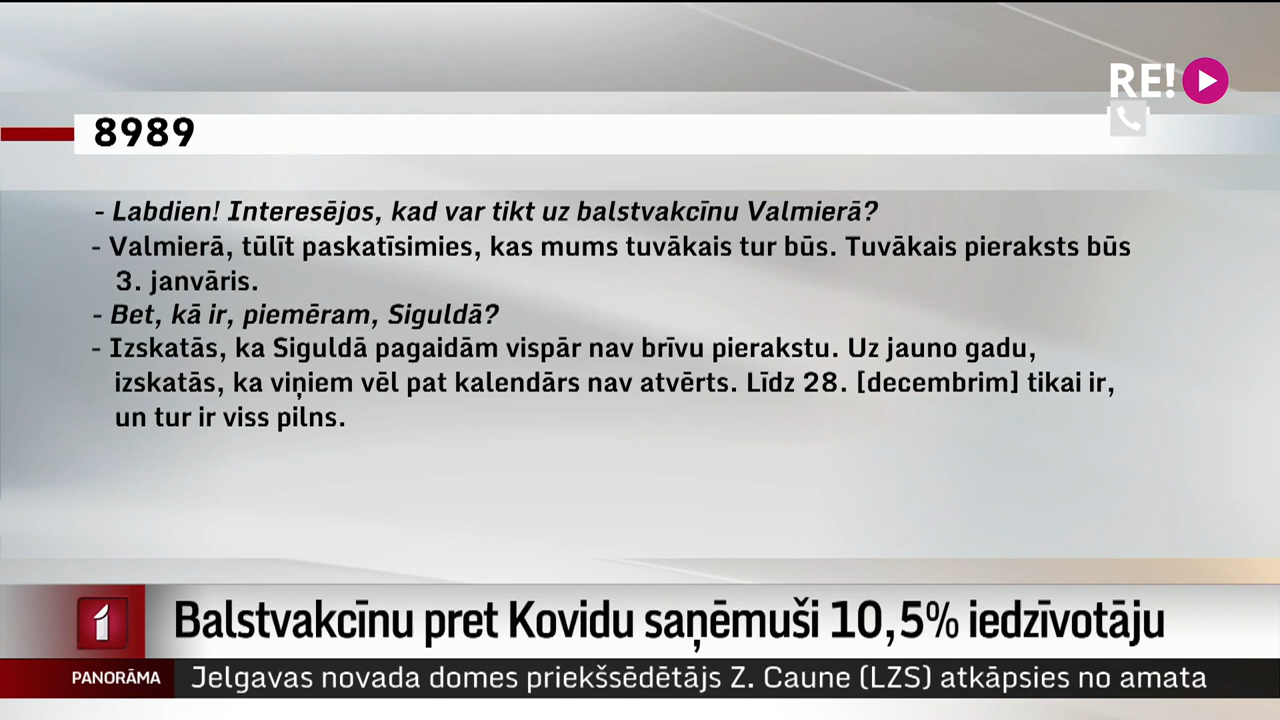 RE!
8989
- Labdien! Interesējos, kad var tikt uz balstvakcīnu Valmierā?
- Valmierā, tūlīt paskatīsimies, kas mums tuvākais tur būs. Tuvākais pieraksts būs
3. janvāris.
- Bet, kā ir, piemēram, Siguldā?
- Izskatās, ka Siguldā pagaidām vispār nav brīvu pierakstu. Uz jauno gadu,
izskatās, ka viņiem vēl pat kalendārs nav atvērts. Līdz 28. [decembrim] tikai ir,
un tur ir viss pilns.
1 Balstvakcīnu pret Kovidu saņēmuši 10,5% iedzīvotāju
PANORĀMA Jelgavas novada domes priekšsēdētājs Z. Caune (LZS) atkāpsies no amata